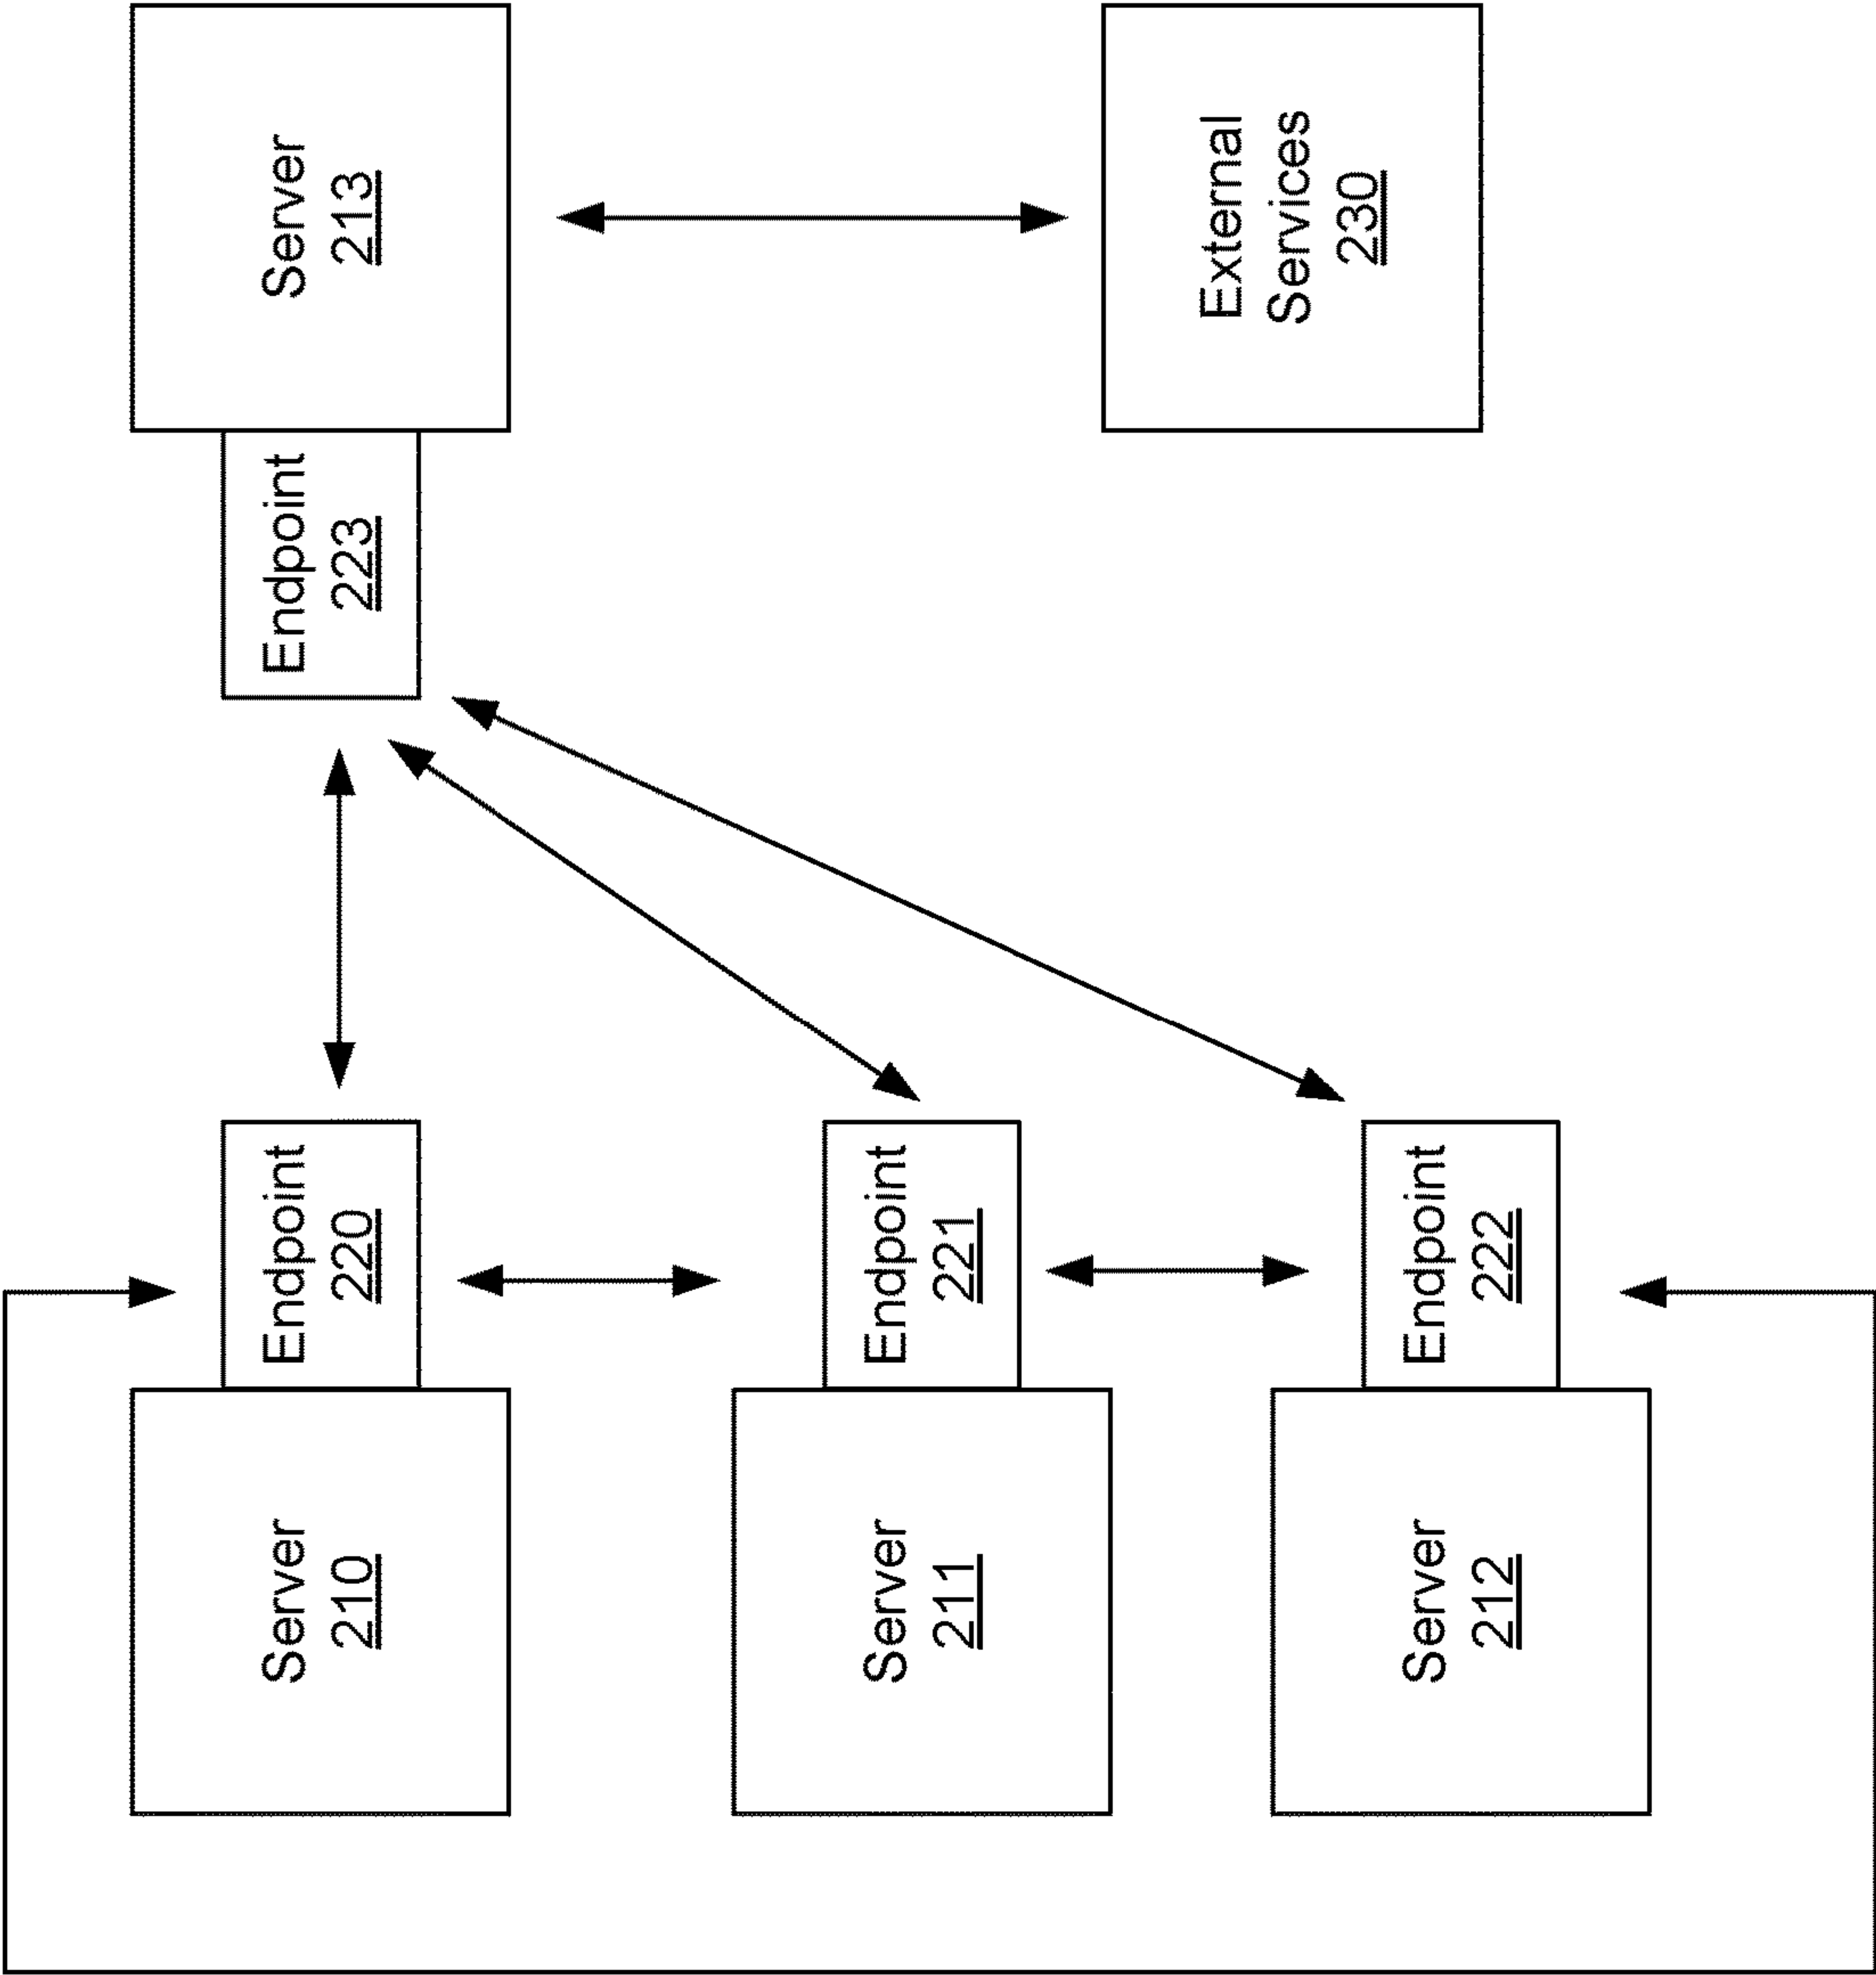 Server
210
Endpoint
220
Endpoint
223
Server
213
Server
211
Endpoint
221
Server
212
Endpoint
222
External
Services
230